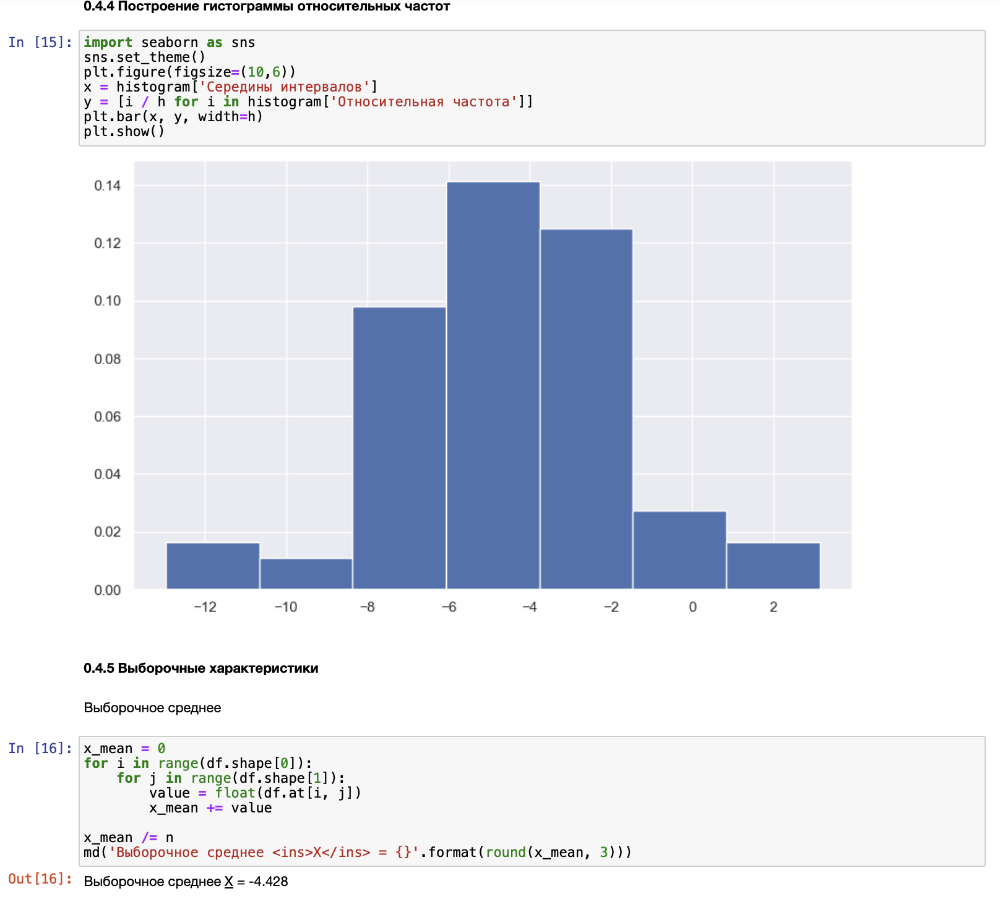 0.4.4 Построение гистограммы относительных частот
In [15]:
import seaborn as sns
sns.set_theme()
plt.figure(figsize=(10,6))
x = histogram['Середины интервалов']
y = [i / h for i in histogram['Относительная частота']]
plt.bar(x, y, width=h)
plt.show()
0.14
0.12
0.10
0.08
0.06
0.04
0.02
0.00
−12 −10 −8 −6 −4 −2 0 2
0.4.5 Выборочные характеристики
Выборочное среднее
In [16]:
x_mean = 0
for i in range(df.shape[0]):
    for j in range(df.shape[1]):
        value = float(df.at[i, j])
        x_mean += value
x_mean /= n
md('Выборочное среднее <ins>X</ins> = {}'.format(round(x_mean, 3)))
Out[16]: Выборочное среднее X = -4.428